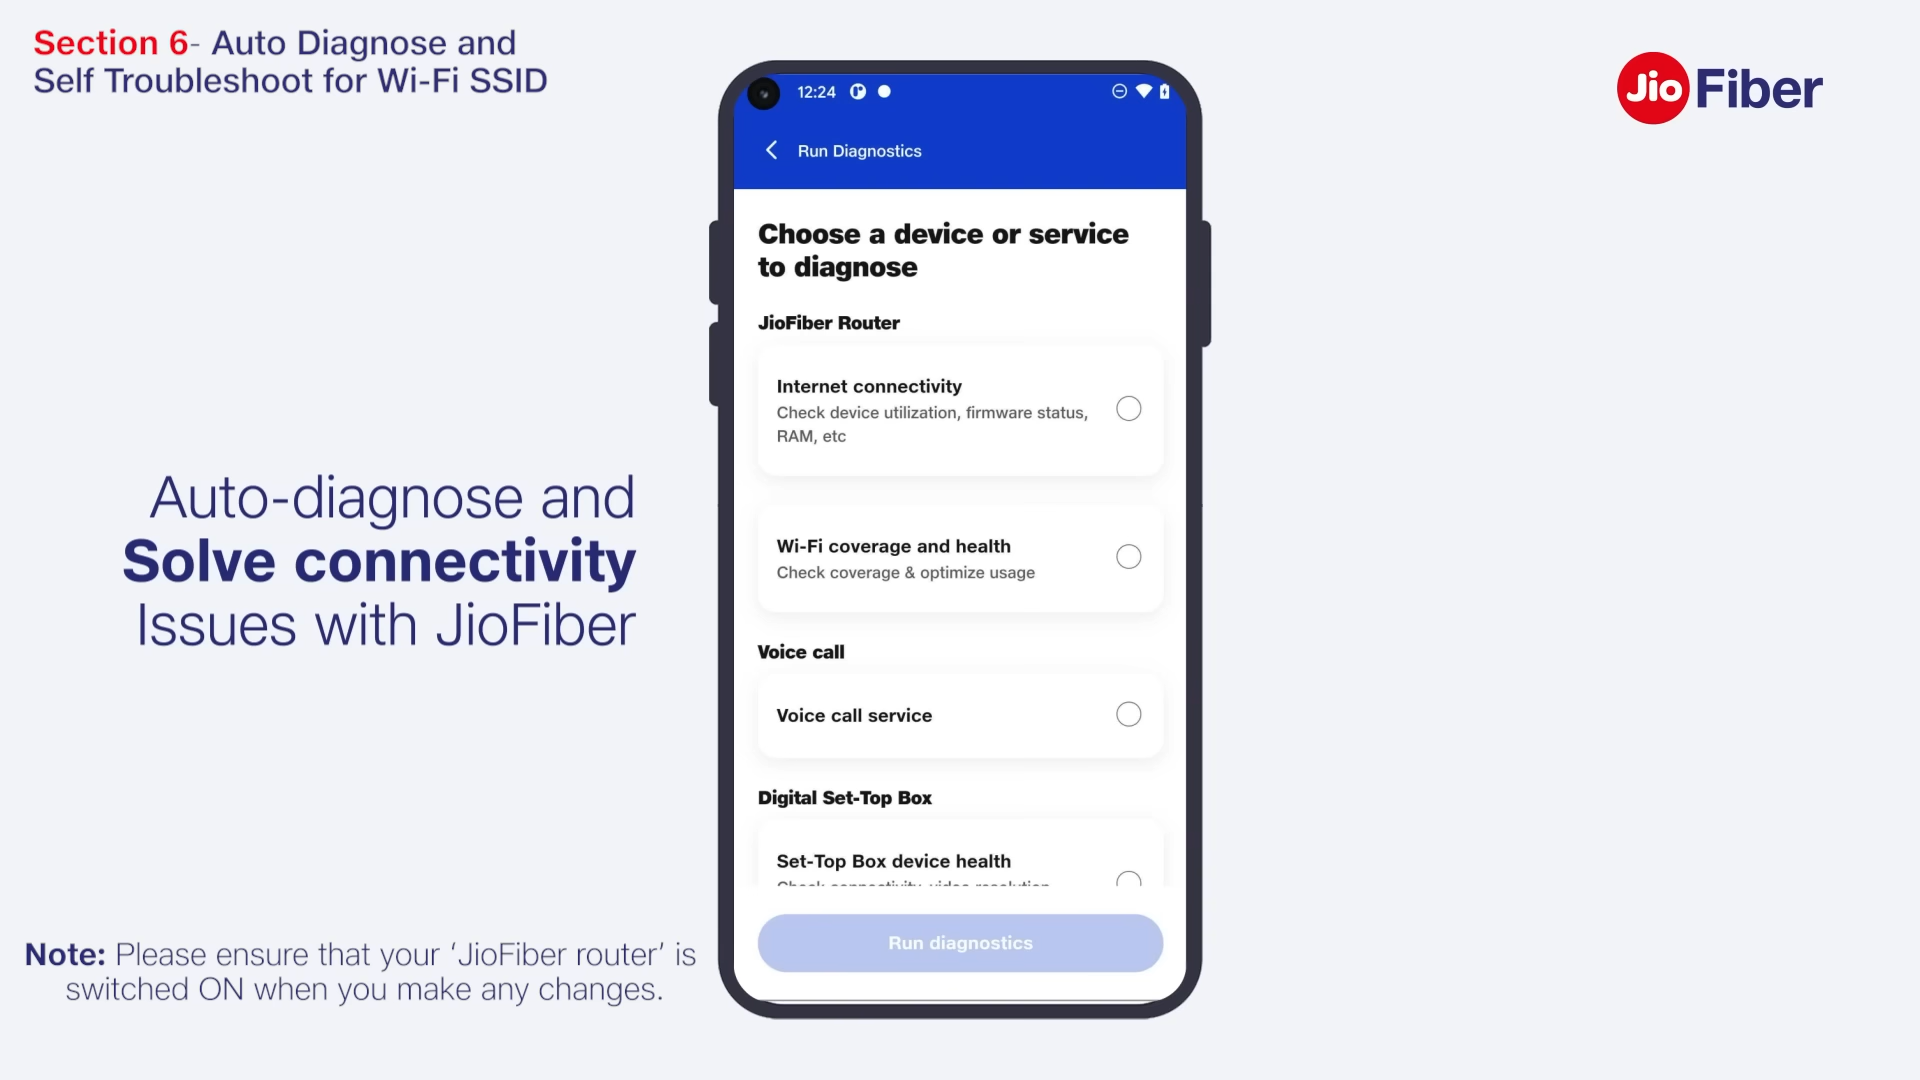 Section 6- Auto Diagnose and
Self Troubleshoot for Wi-Fi SSID
Jio Fiber
12:24
Run Diagnostics
Choose a device or service
to diagnose
JioFiber Router
Internet connectivity
Check device utilization, firmware status,
RAM, etc
Wi-Fi coverage and health
Check coverage & optimize usage
Voice call
Voice call service
Digital Set-Top Box
Set-Top Box device health
Check connectivity, video resolution
Run diagnostics
Auto-diagnose and
Solve connectivity
Issues with JioFiber
Note: Please ensure that your ‘JioFiber router’ is
switched ON when you make any changes.